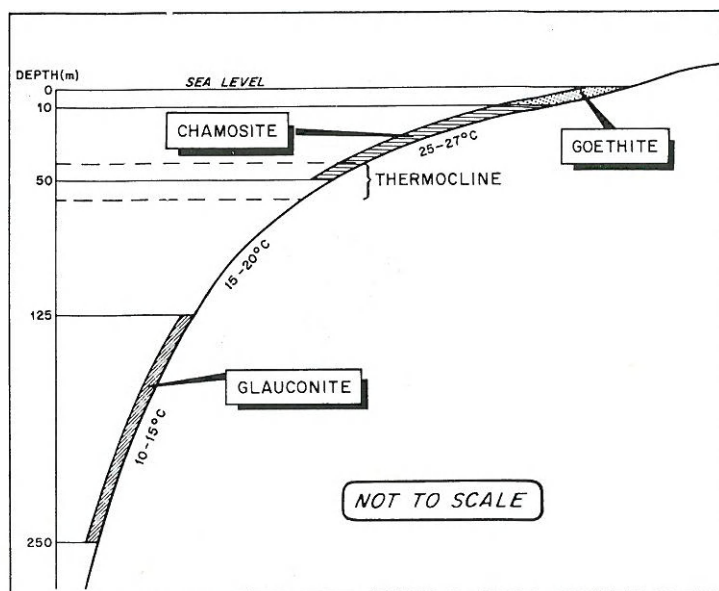 DEPTH(m)
SEA LEVEL
0
10
CHAMOSITE
GOETHITE
25-27°C
50
THERMOCLINE
15-20°C
125
GLAUCONITE
10-15°C
NOT TO SCALE
250